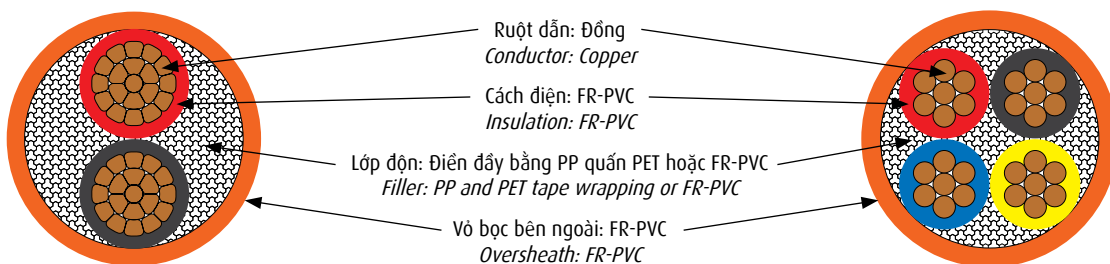 Ruột dẫn: Đồng
Conductor: Copper
Cách điện: FR-PVC
Insulation: FR-PVC
Lớp độn: Điền đầy bằng PP quấn PET hoặc FR-PVC
Filler: PP and PET tape wrapping or FR-PVC
Vỏ bọc bên ngoài: FR-PVC
Oversheath: FR-PVC